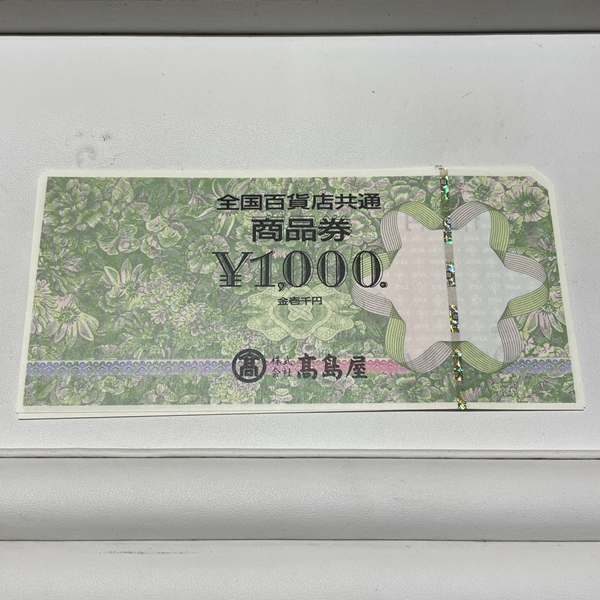 全国百貨店共通
商品券
¥1,000.
金壱千円
髙 株式会社 髙島屋